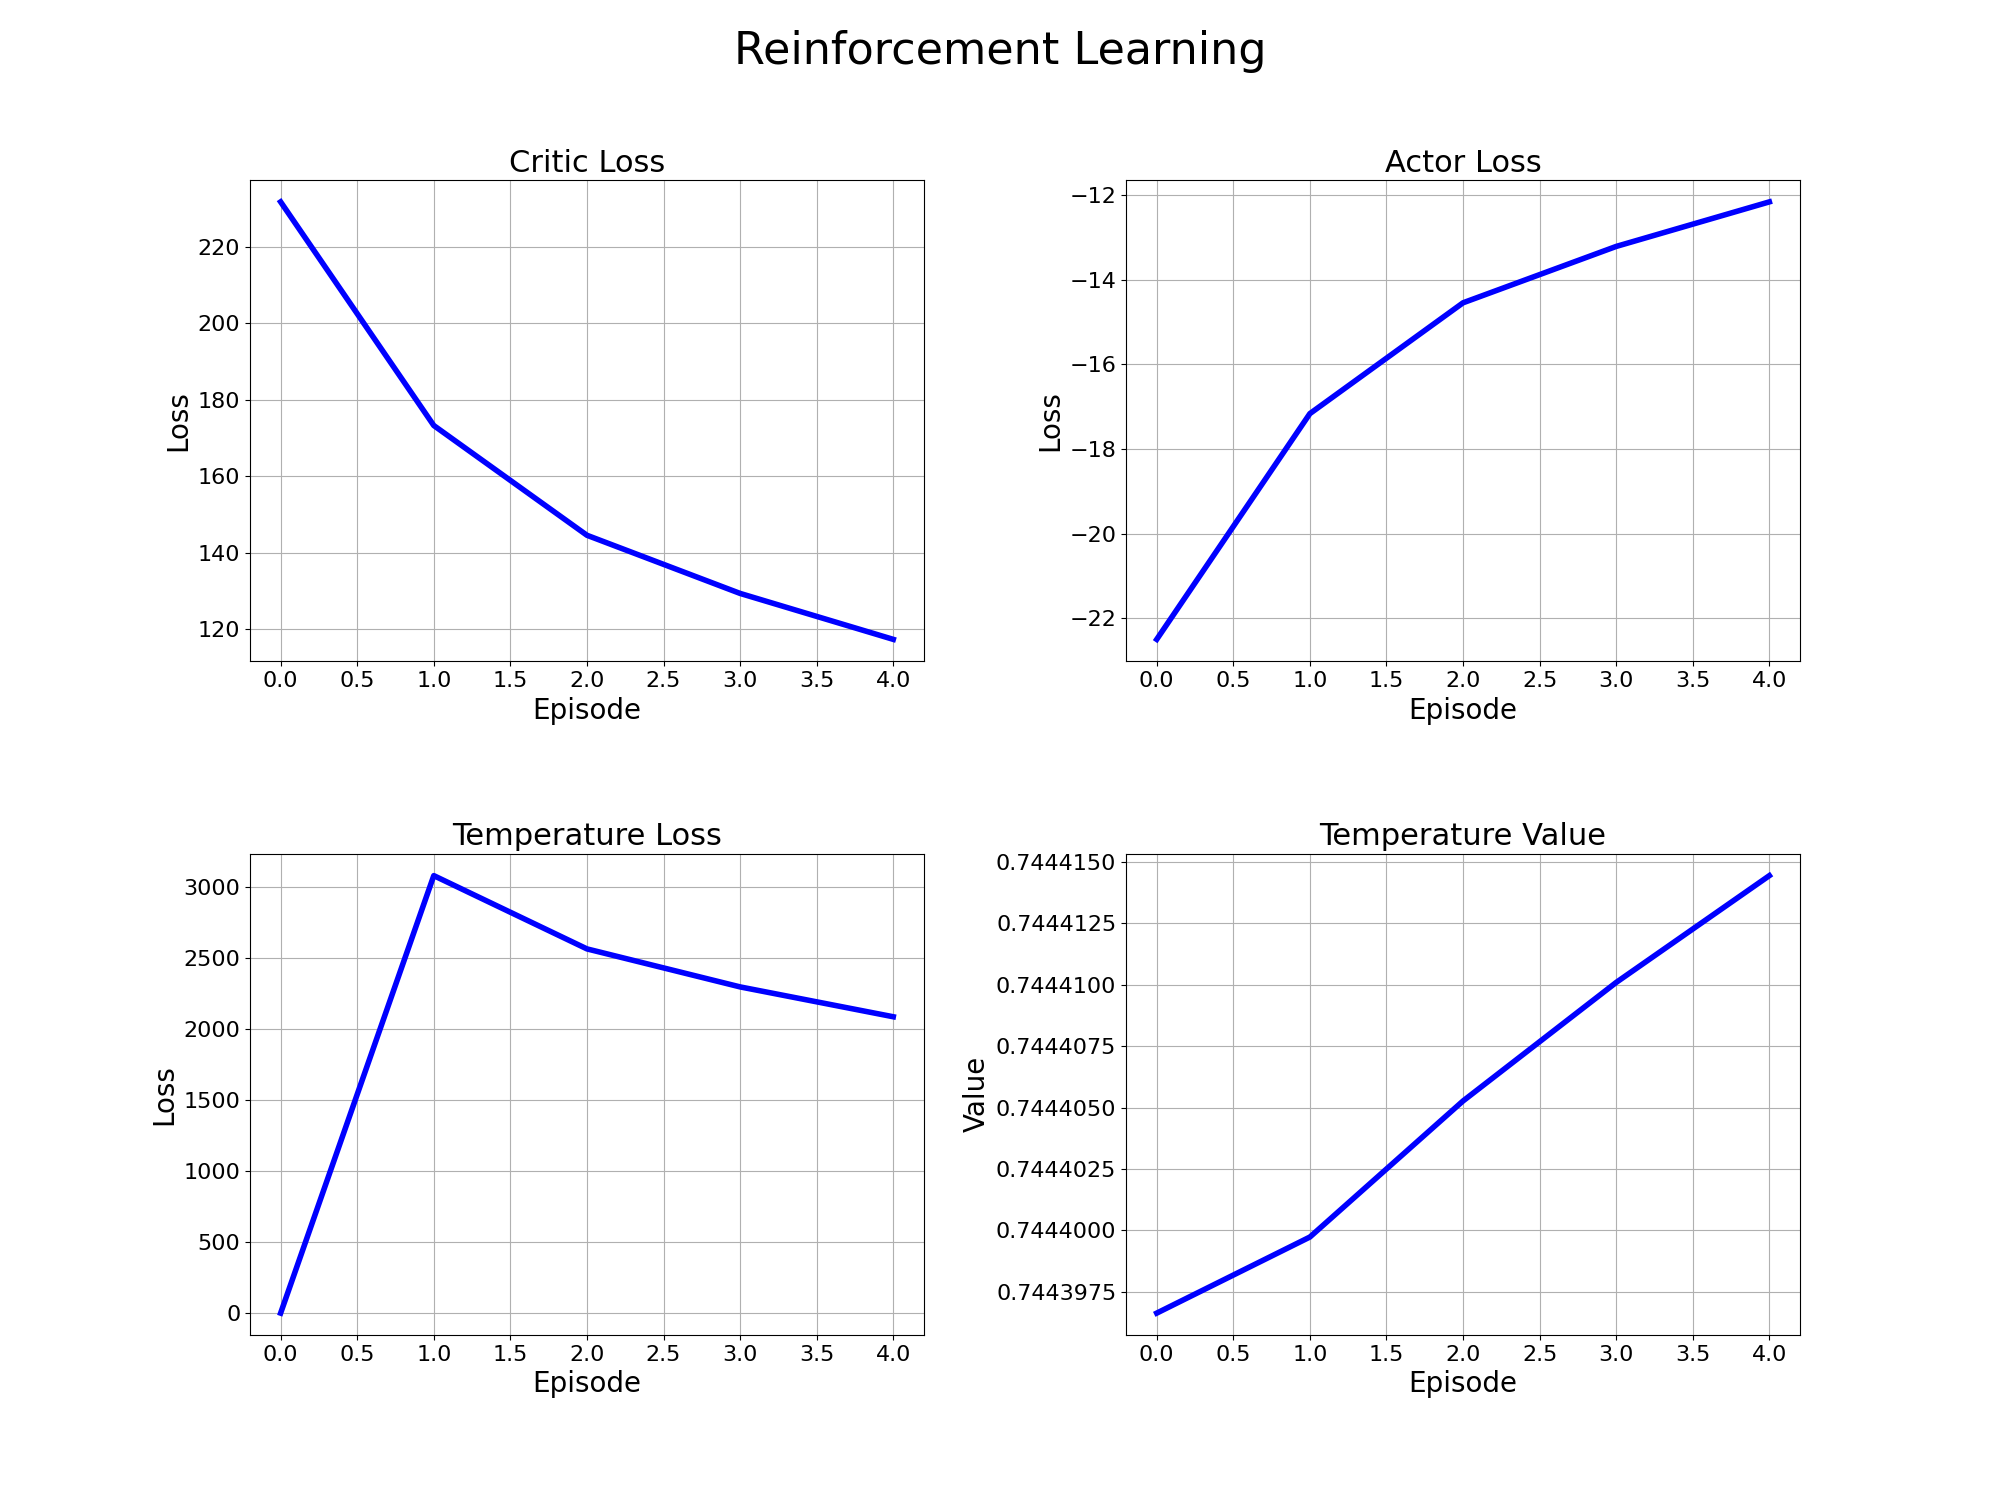 Reinforcement Learning
Critic Loss
220
200
180
160
140
120
Loss
0.0 0.5 1.0 1.5 2.0 2.5 3.0 3.5 4.0
Episode
Actor Loss
−12
−14
−16
−18
−20
−22
Loss
0.0 0.5 1.0 1.5 2.0 2.5 3.0 3.5 4.0
Episode
Temperature Loss
3000
2500
2000
1500
1000
500
0
Loss
0.0 0.5 1.0 1.5 2.0 2.5 3.0 3.5 4.0
Episode
Temperature Value
0.7444150
0.7444125
0.7444100
0.7444075
0.7444050
0.7444025
0.7444000
0.7443975
Value
0.0 0.5 1.0 1.5 2.0 2.5 3.0 3.5 4.0
Episode